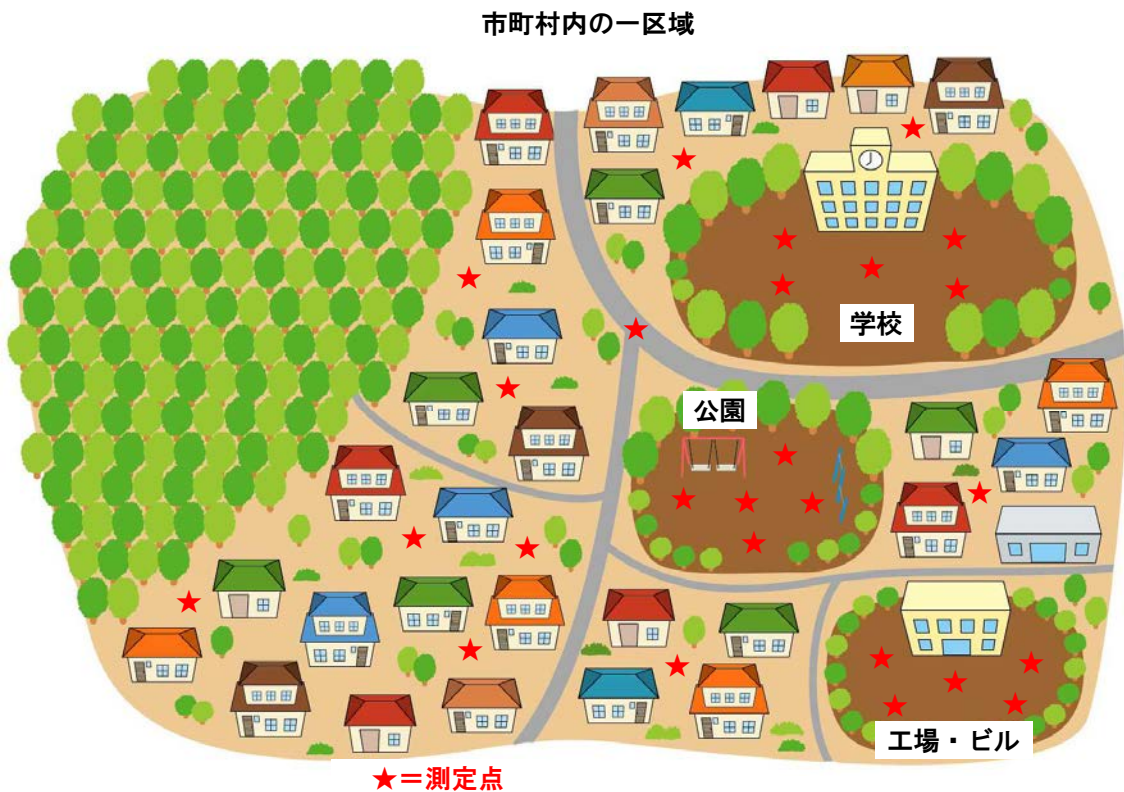 市町村内の一区域
学校
公園
工場・ビル
★＝測定点